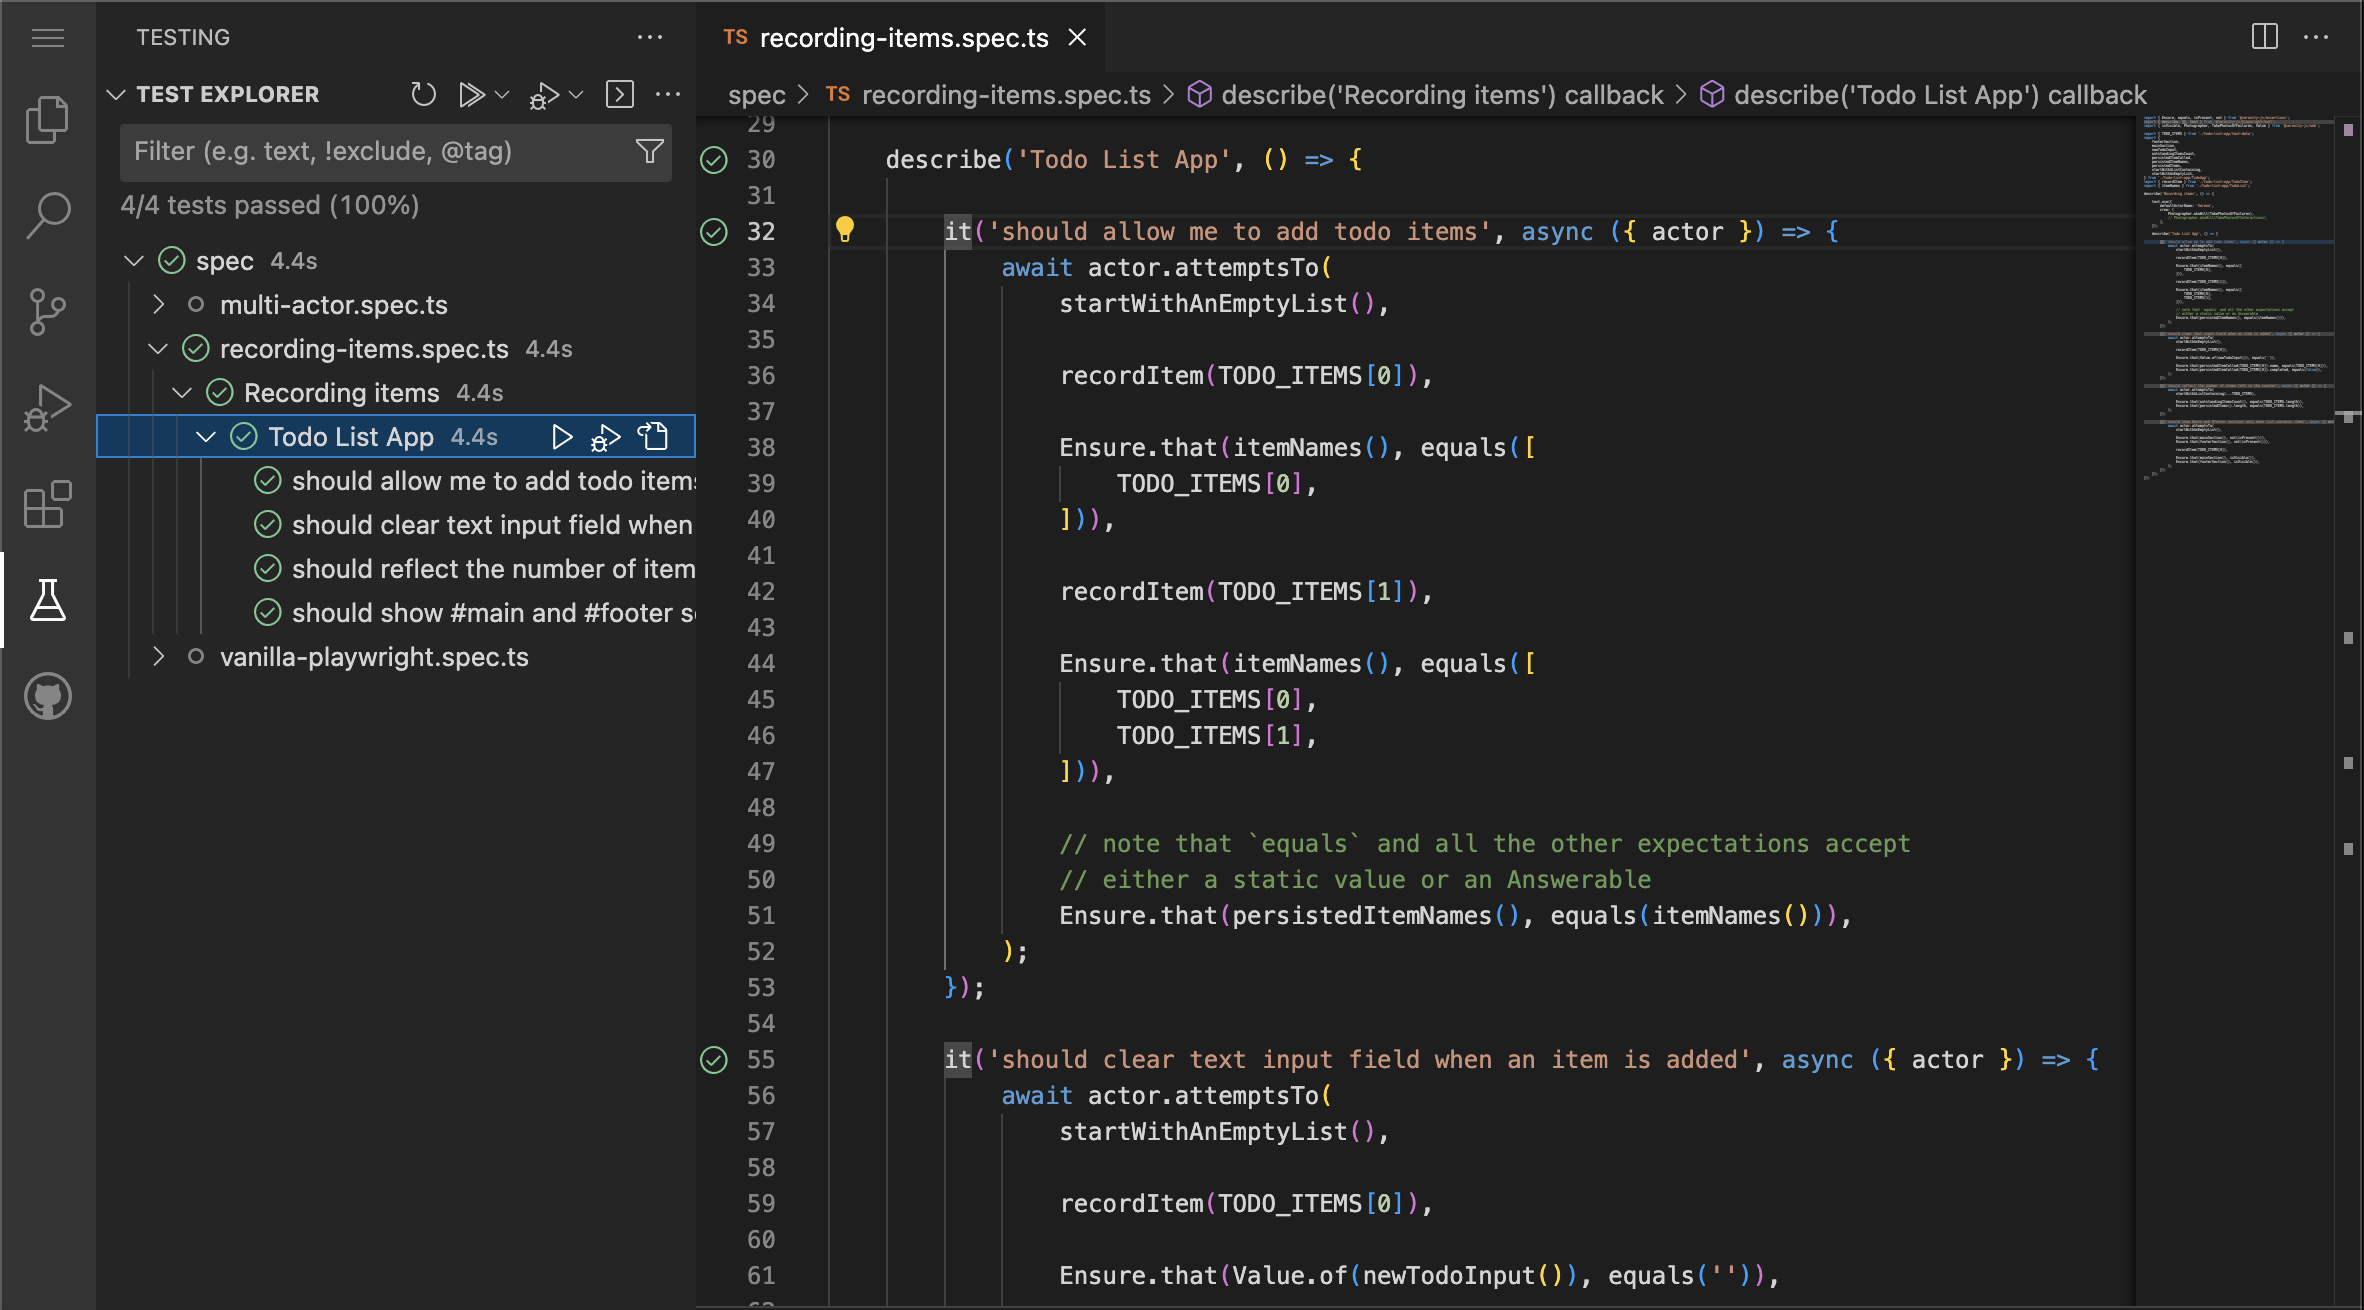 TESTING
TEST EXPLORER
Filter (e.g. text, !exclude, @tag)
4/4 tests passed (100%)
spec 4.4s
multi-actor.spec.ts
recording-items.spec.ts 4.4s
Recording items 4.4s
Todo List App 4.4s
should allow me to add todo items
should clear text input field when
should reflect the number of item
should show #main and #footer s
vanilla-playwright.spec.ts
TS recording-items.spec.ts
spec > TS recording-items.spec.ts > describe('Recording items') callback > describe('Todo List App') callback
29
30 describe('Todo List App', () => {
31
32 it('should allow me to add todo items', async ({ actor }) => {
33 await actor.attemptsTo(
34 startWithAnEmptyList(),
35
36 recordItem(TODO_ITEMS[0]),
37
38 Ensure.that(itemNames(), equals([
39 TODO_ITEMS[0],
40 ])),
41
42 recordItem(TODO_ITEMS[1]),
43
44 Ensure.that(itemNames(), equals([
45 TODO_ITEMS[0],
46 TODO_ITEMS[1],
47 ])),
48
49 // note that `equals` and all the other expectations accept
50 // either a static value or an Answerable
51 Ensure.that(persistedItemNames(), equals(itemNames())),
52 );
53 });
54
55 it('should clear text input field when an item is added', async ({ actor }) => {
56 await actor.attemptsTo(
57 startWithAnEmptyList(),
58
59 recordItem(TODO_ITEMS[0]),
60
61 Ensure.that(Value.of(newTodoInput()), equals('')),